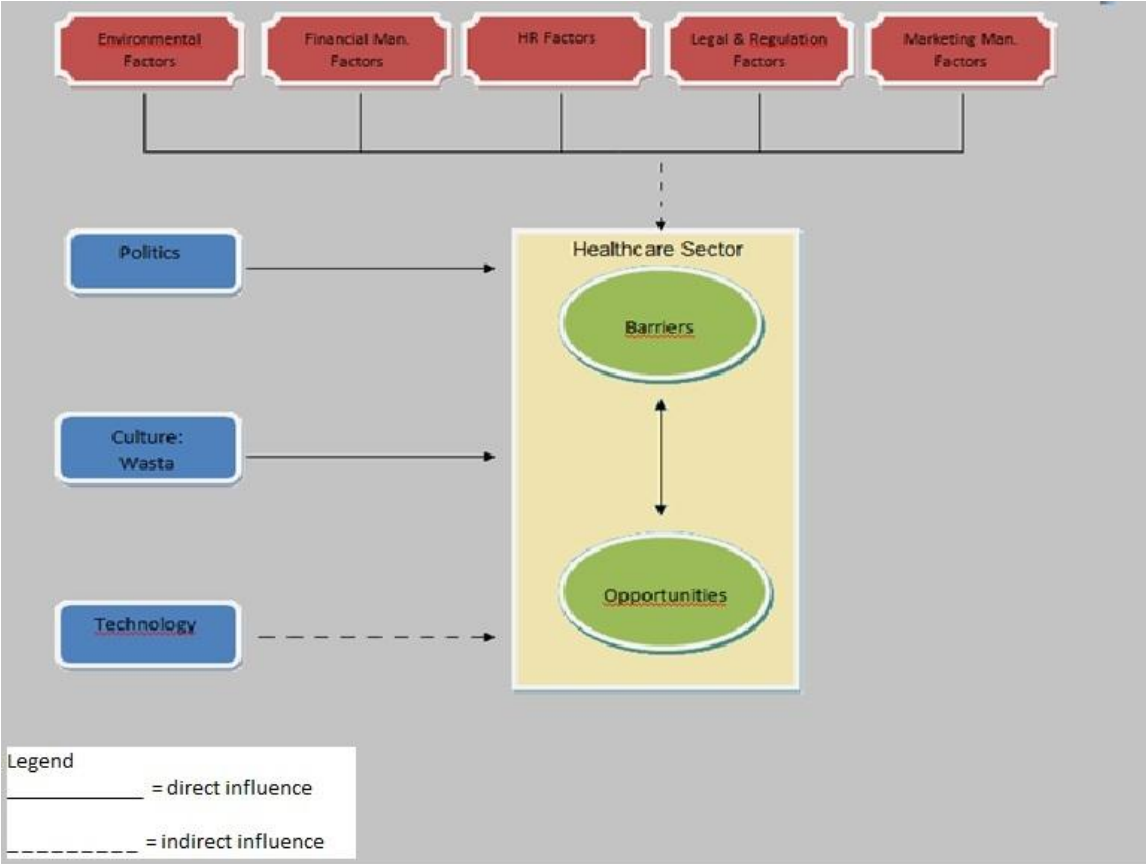 Environmental
Factors
Financial Man.
Factors
HR Factors
Legal & Regulation
Factors
Marketing Man.
Factors
Politics
Healthcare Sector
Barriers
Culture:
Wasta
Opportunities
Technology
Legend
= direct influence
= indirect influence